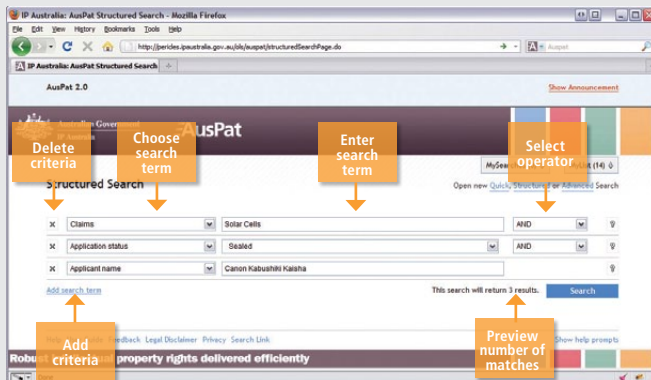 IP Australia: AusPat Structured Search - Mozilla Firefox
File Edit View History Bookmarks Tools Help
http://pericles.ipaustralia.gov.au/ols/auspat/structuredSearchPage.do
Auspat
IP Australia: AusPat Structured Search
AusPat 2.0
Show Announcement
Australian Government
IP Australia
AusPat
Delete criteria
Choose search term
Enter search term
Select operator
(14)
Structured Search
Open new Quick, Structured or Advanced Search
x Claims Solar Cells AND
x Application status Sealed AND
x Applicant name Canon Kabushiki Kaisha
Add search term
This search will return 3 results.
Search
Add criteria
Preview number of matches
Feedback Legal Disclaimer Privacy Search Link
Show help prompts
Robust property rights delivered efficiently
Done